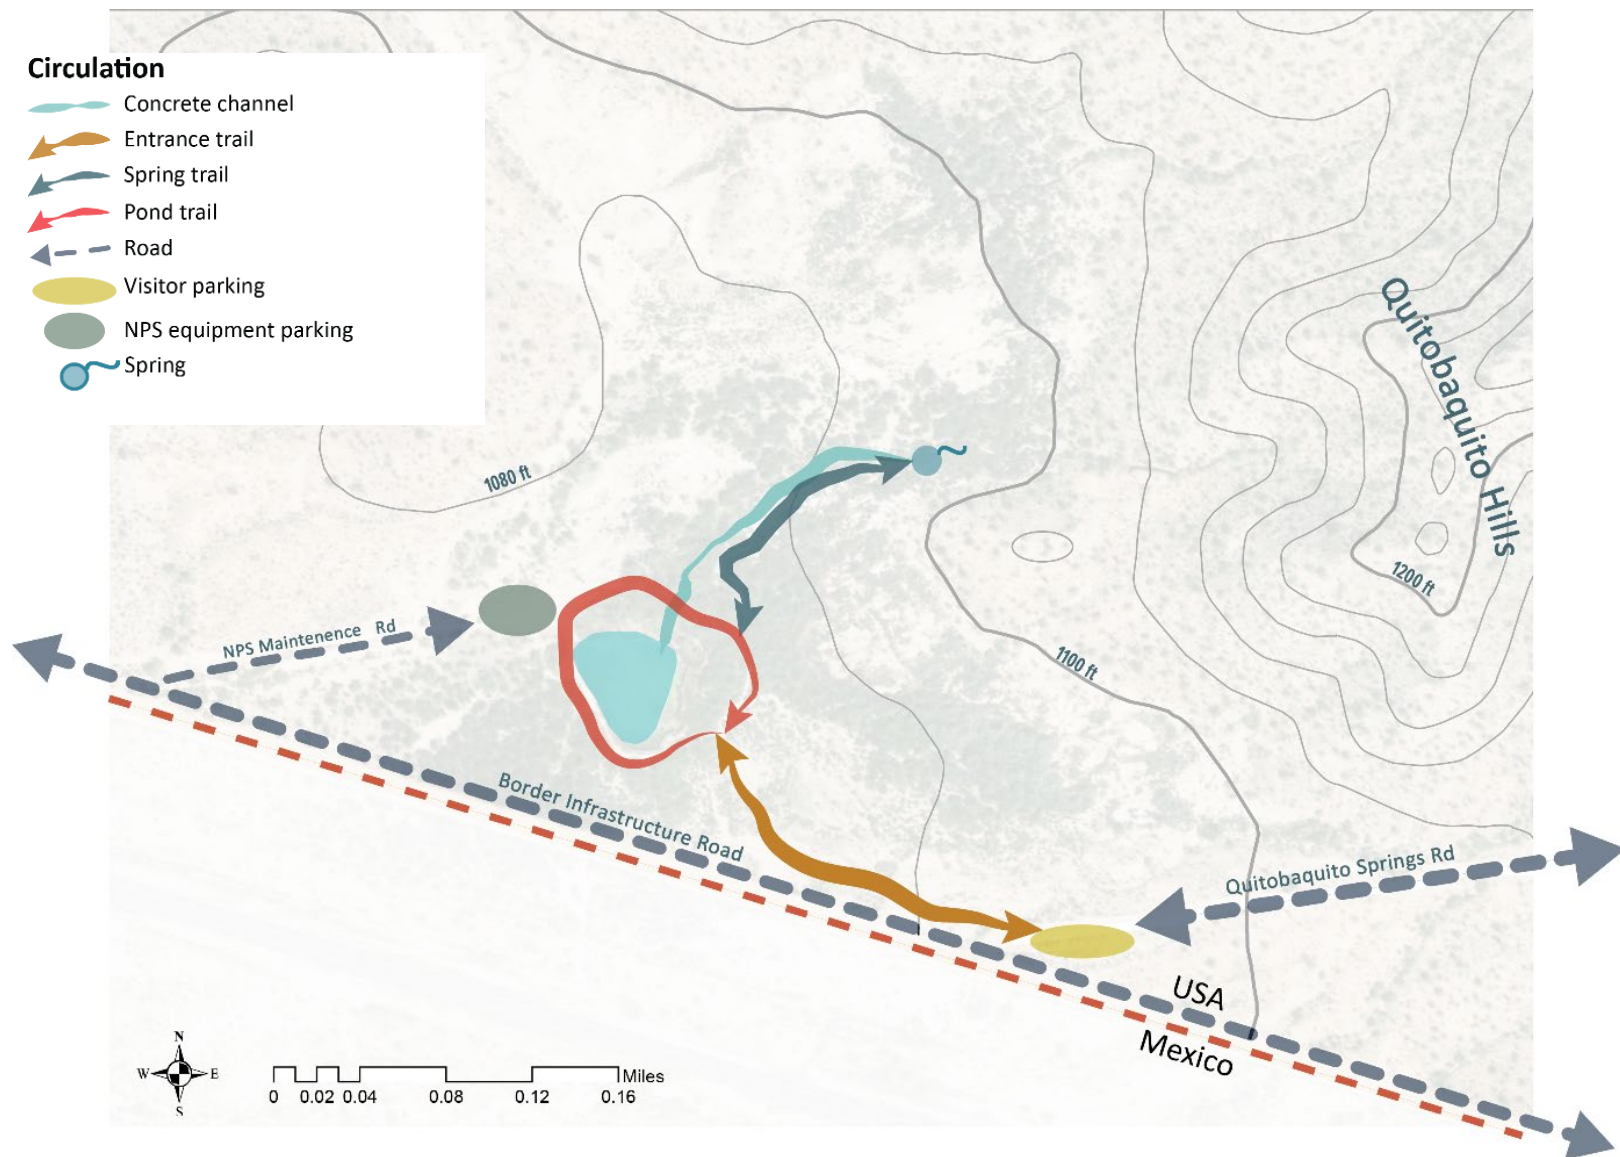 Circulation
Concrete channel
Entrance trail
Spring trail
Pond trail
Road
Visitor parking
NPS equipment parking
Spring
Quitobaquito Hills
1080 ft
1200 ft
NPS Maintenence Rd
1100 ft
Border Infrastructure Road
Quitobaquito Springs Rd
USA
Mexico
N
W E
S
Miles
0 0.02 0.04 0.08 0.12 0.16